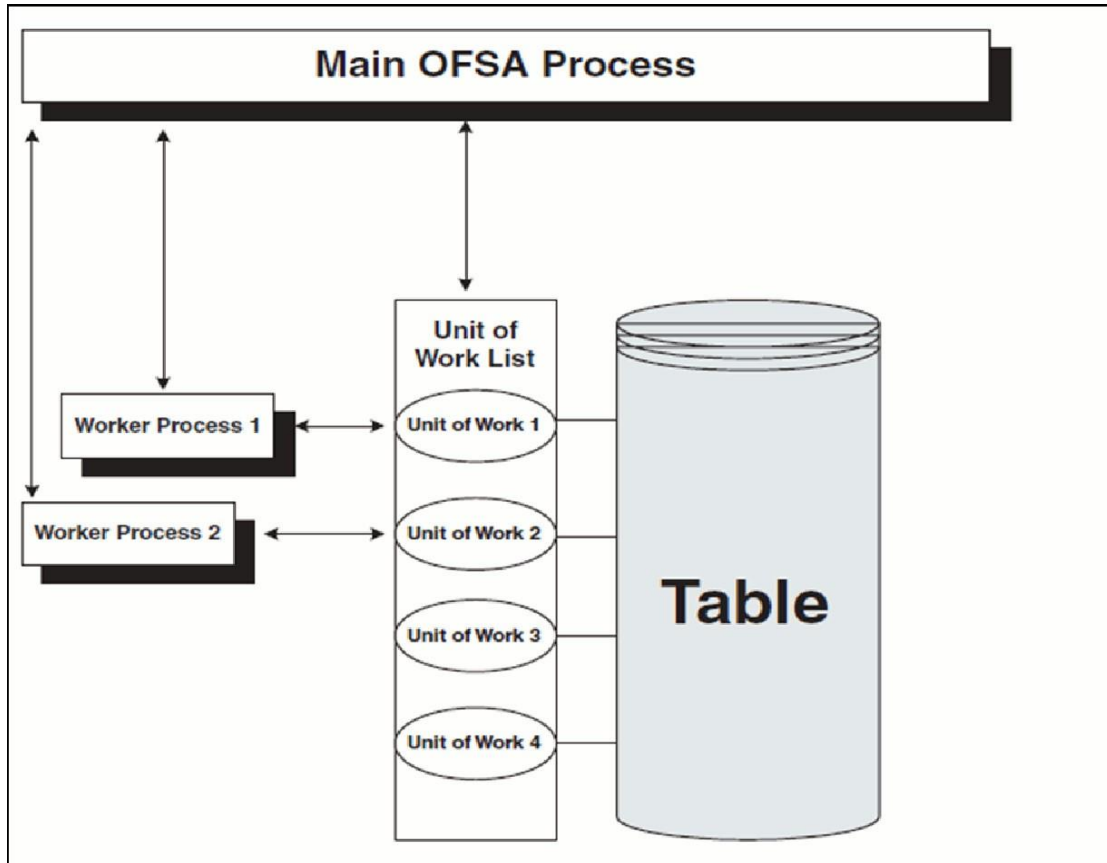 Main OFSA Process
Unit of
Work List
Worker Process 1
Unit of Work 1
Worker Process 2
Unit of Work 2
Unit of Work 3
Unit of Work 4
Table